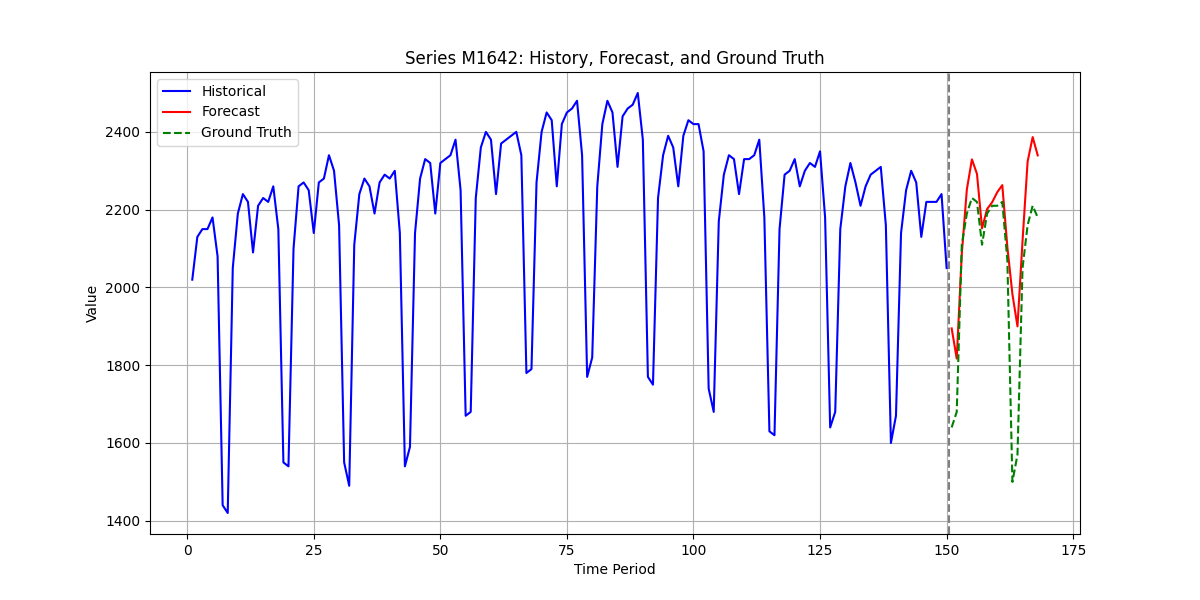 Series M1642: History, Forecast, and Ground Truth
Historical
Forecast
Ground Truth
2400
2200
2000
1800
1600
1400
Value
0 25 50 75 100 125 150 175
Time Period